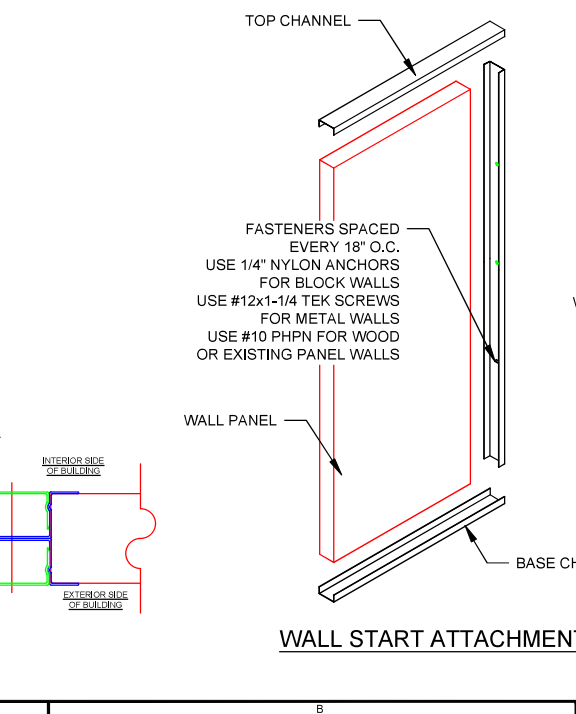 TOP CHANNEL
FASTENERS SPACED
EVERY 18" O.C.
USE 1/4" NYLON ANCHORS
FOR BLOCK WALLS
USE #12x1-1/4 TEK SCREWS
FOR METAL WALLS
USE #10 PHPN FOR WOOD
OR EXISTING PANEL WALLS
WALL PANEL
INTERIOR SIDE
OF BUILDING
EXTERIOR SIDE
OF BUILDING
BASE CH
WALL START ATTACHMENT
B